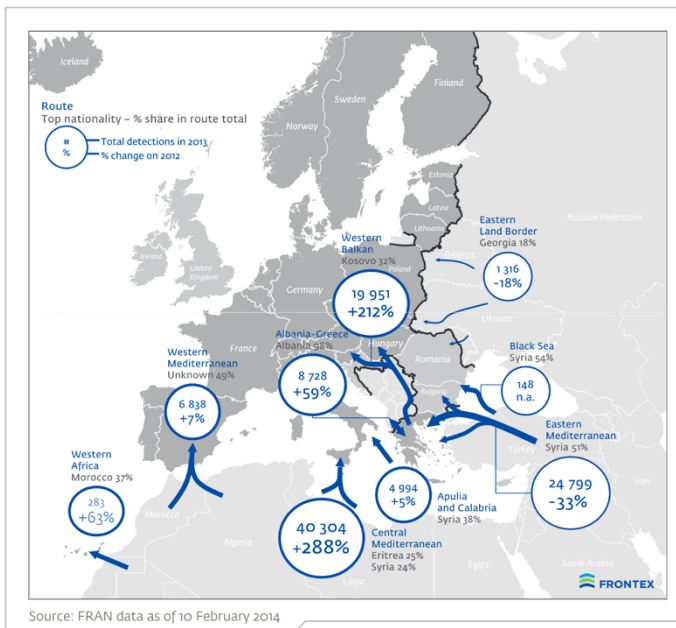 Iceland
Finland
Sweden
Norway
Route
Top nationality – % share in route total
#
%
Total detections in 2013
% change on 2012
Estonia
Latvia
Lithuania
Russian Federation
Eastern
Land Border
Georgia 18%
1 316
-18%
Belarus
Western
Balkan
Kosovo 32%
19 951
+212%
Poland
Ireland
United
Kingdom
Germany
Ukraine
France
Albania-Greece
Albania 98%
8 728
+59%
Hungary
Romania
Black Sea
Syria 54%
148
n.a.
Western
Mediterranean
Unknown 49%
6 838
+7%
Bulgaria
Eastern
Mediterranean
Syria 51%
24 799
-33%
Turkey
Western
Africa
Morocco 37%
283
+63%
Morocco
Algeria
4 994
+5%
Apulia
and Calabria
Syria 38%
40 304
+288%
Central
Mediterranean
Eritrea 25%
Syria 24%
Libya
Egypt
Iran
Saudi Arabia
FRONTEX
Source: FRAN data as of 10 February 2014